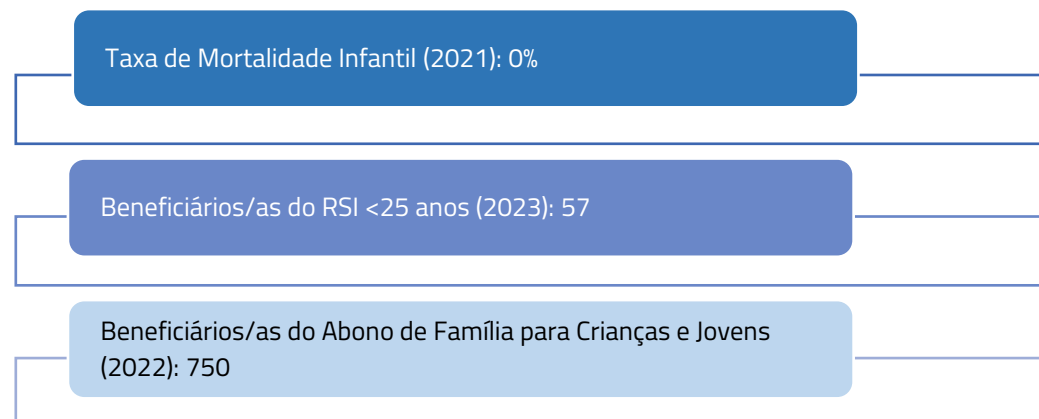 Taxa de Mortalidade Infantil (2021): 0%
Beneficiários/as do RSI <25 anos (2023): 57
Beneficiários/as do Abono de Família para Crianças e Jovens
(2022): 750